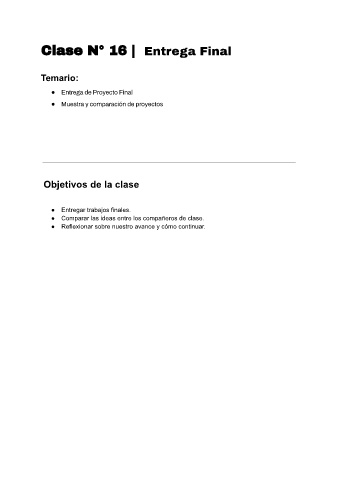 Clase N° 16 | Entrega Final
Temario:
● Entrega de Proyecto Final
● Muestra y comparación de proyectos
Objetivos de la clase
● Entregar trabajos finales.
● Comparar las ideas entre los compañeros de clase.
● Reflexionar sobre nuestro avance y cómo continuar.